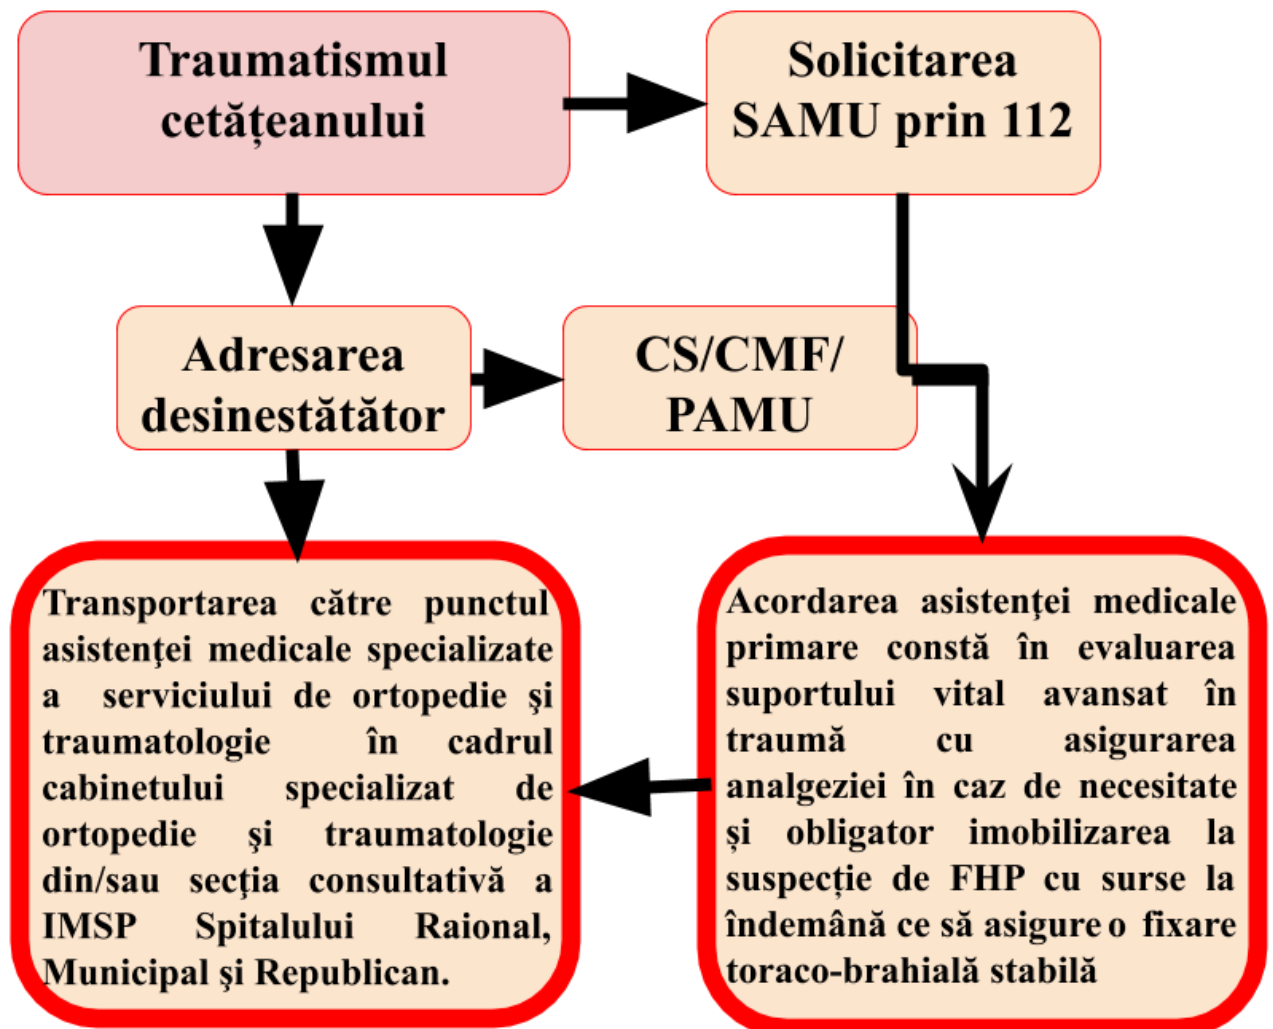 Traumatismul
cetățeanului
Solicitarea
SAMU prin 112
Adresarea
desinestătător
CS/CMF/
PAMU
Transportarea către punctul
asistenţei medicale specializate
a serviciului de ortopedie şi
traumatologie în cadrul
cabinetului specializat de
ortopedie şi traumatologie
din/sau secţia consultativă a
IMSP Spitalului Raional,
Municipal şi Republican.
Acordarea asistenţei medicale
primare constă în evaluarea
suportului vital avansat în
traumă cu asigurarea
analgeziei în caz de necesitate
și obligator imobilizarea la
suspecție de FHP cu surse la
îndemână ce să asigure o fixare
toraco-brahială stabilă